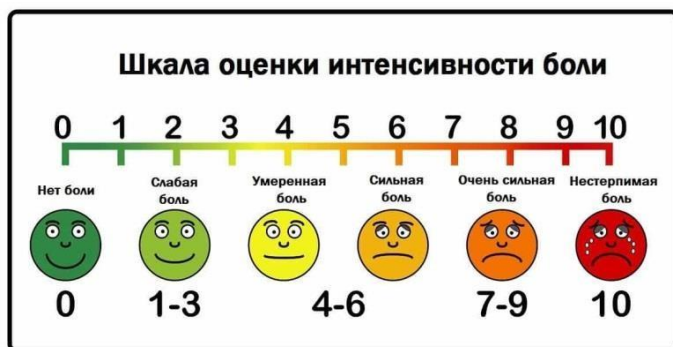 Шкала оценки интенсивности боли
0 1 2 3 4 5 6 7 8 9 10
Нет боли
Слабая
боль
Умеренная
боль
Сильная
боль
Очень сильная
боль
Нестерпимая
боль
0 1-3 4-6 7-9 10